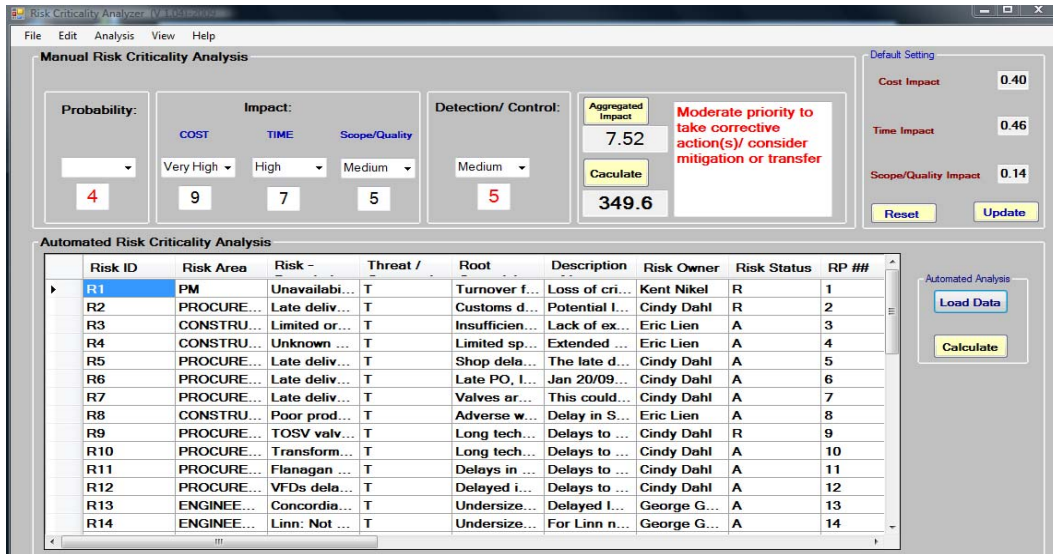 Risk Criticality Analyzer (V 1.04)-2009
File Edit Analysis View Help
Manual Risk Criticality Analysis
Probability:
4
Impact:
COST TIME Scope/Quality
Very High High Medium
9 7 5
Detection/ Control:
Medium
5
Aggregated
Impact
7.52
Caculate
349.6
Moderate priority to
take corrective
action(s)/ consider
mitigation or transfer
Default Setting
Cost Impact 0.40
Time Impact 0.46
Scope/Quality Impact 0.14
Reset Update
Automated Risk Criticality Analysis
Risk ID Risk Area Risk - Threat / Root Description Risk Owner Risk Status RP ##
R1 PM Unavailabi... T Turnover f... Loss of cri... Kent Nikel R 1
R2 PROCURE... Late deliv... T Customs d... Potential l... Cindy Dahl R 2
R3 CONSTRU... Limited or... T Insufficien... Lack of ex... Eric Lien A 3
R4 CONSTRU... Unknown ... T Limited sp... Extended ... Eric Lien A 4
R5 PROCURE... Late deliv... T Shop dela... The late d... Cindy Dahl A 5
R6 PROCURE... Late deliv... T Late PO, l... Jan 20/09... Cindy Dahl A 6
R7 PROCURE... Late deliv... T Valves ar... This could... Cindy Dahl A 7
R8 CONSTRU... Poor prod... T Adverse w... Delay in S... Eric Lien A 8
R9 PROCURE... TOSV valv... T Long tech... Delays to ... Cindy Dahl R 9
R10 PROCURE... Transform... T Long tech... Delays to ... Cindy Dahl A 10
R11 PROCURE... Flanagan ... T Delays in ... Delays to ... Cindy Dahl A 11
R12 PROCURE... VFDs dela... T Delayed i... Delays to ... Cindy Dahl A 12
R13 ENGINEE... Concordia... T Undersize... Delayed I... George G... A 13
R14 ENGINEE... Linn: Not ... T Undersize... For Linn n... George G... A 14
Automated Analysis
Load Data
Calculate